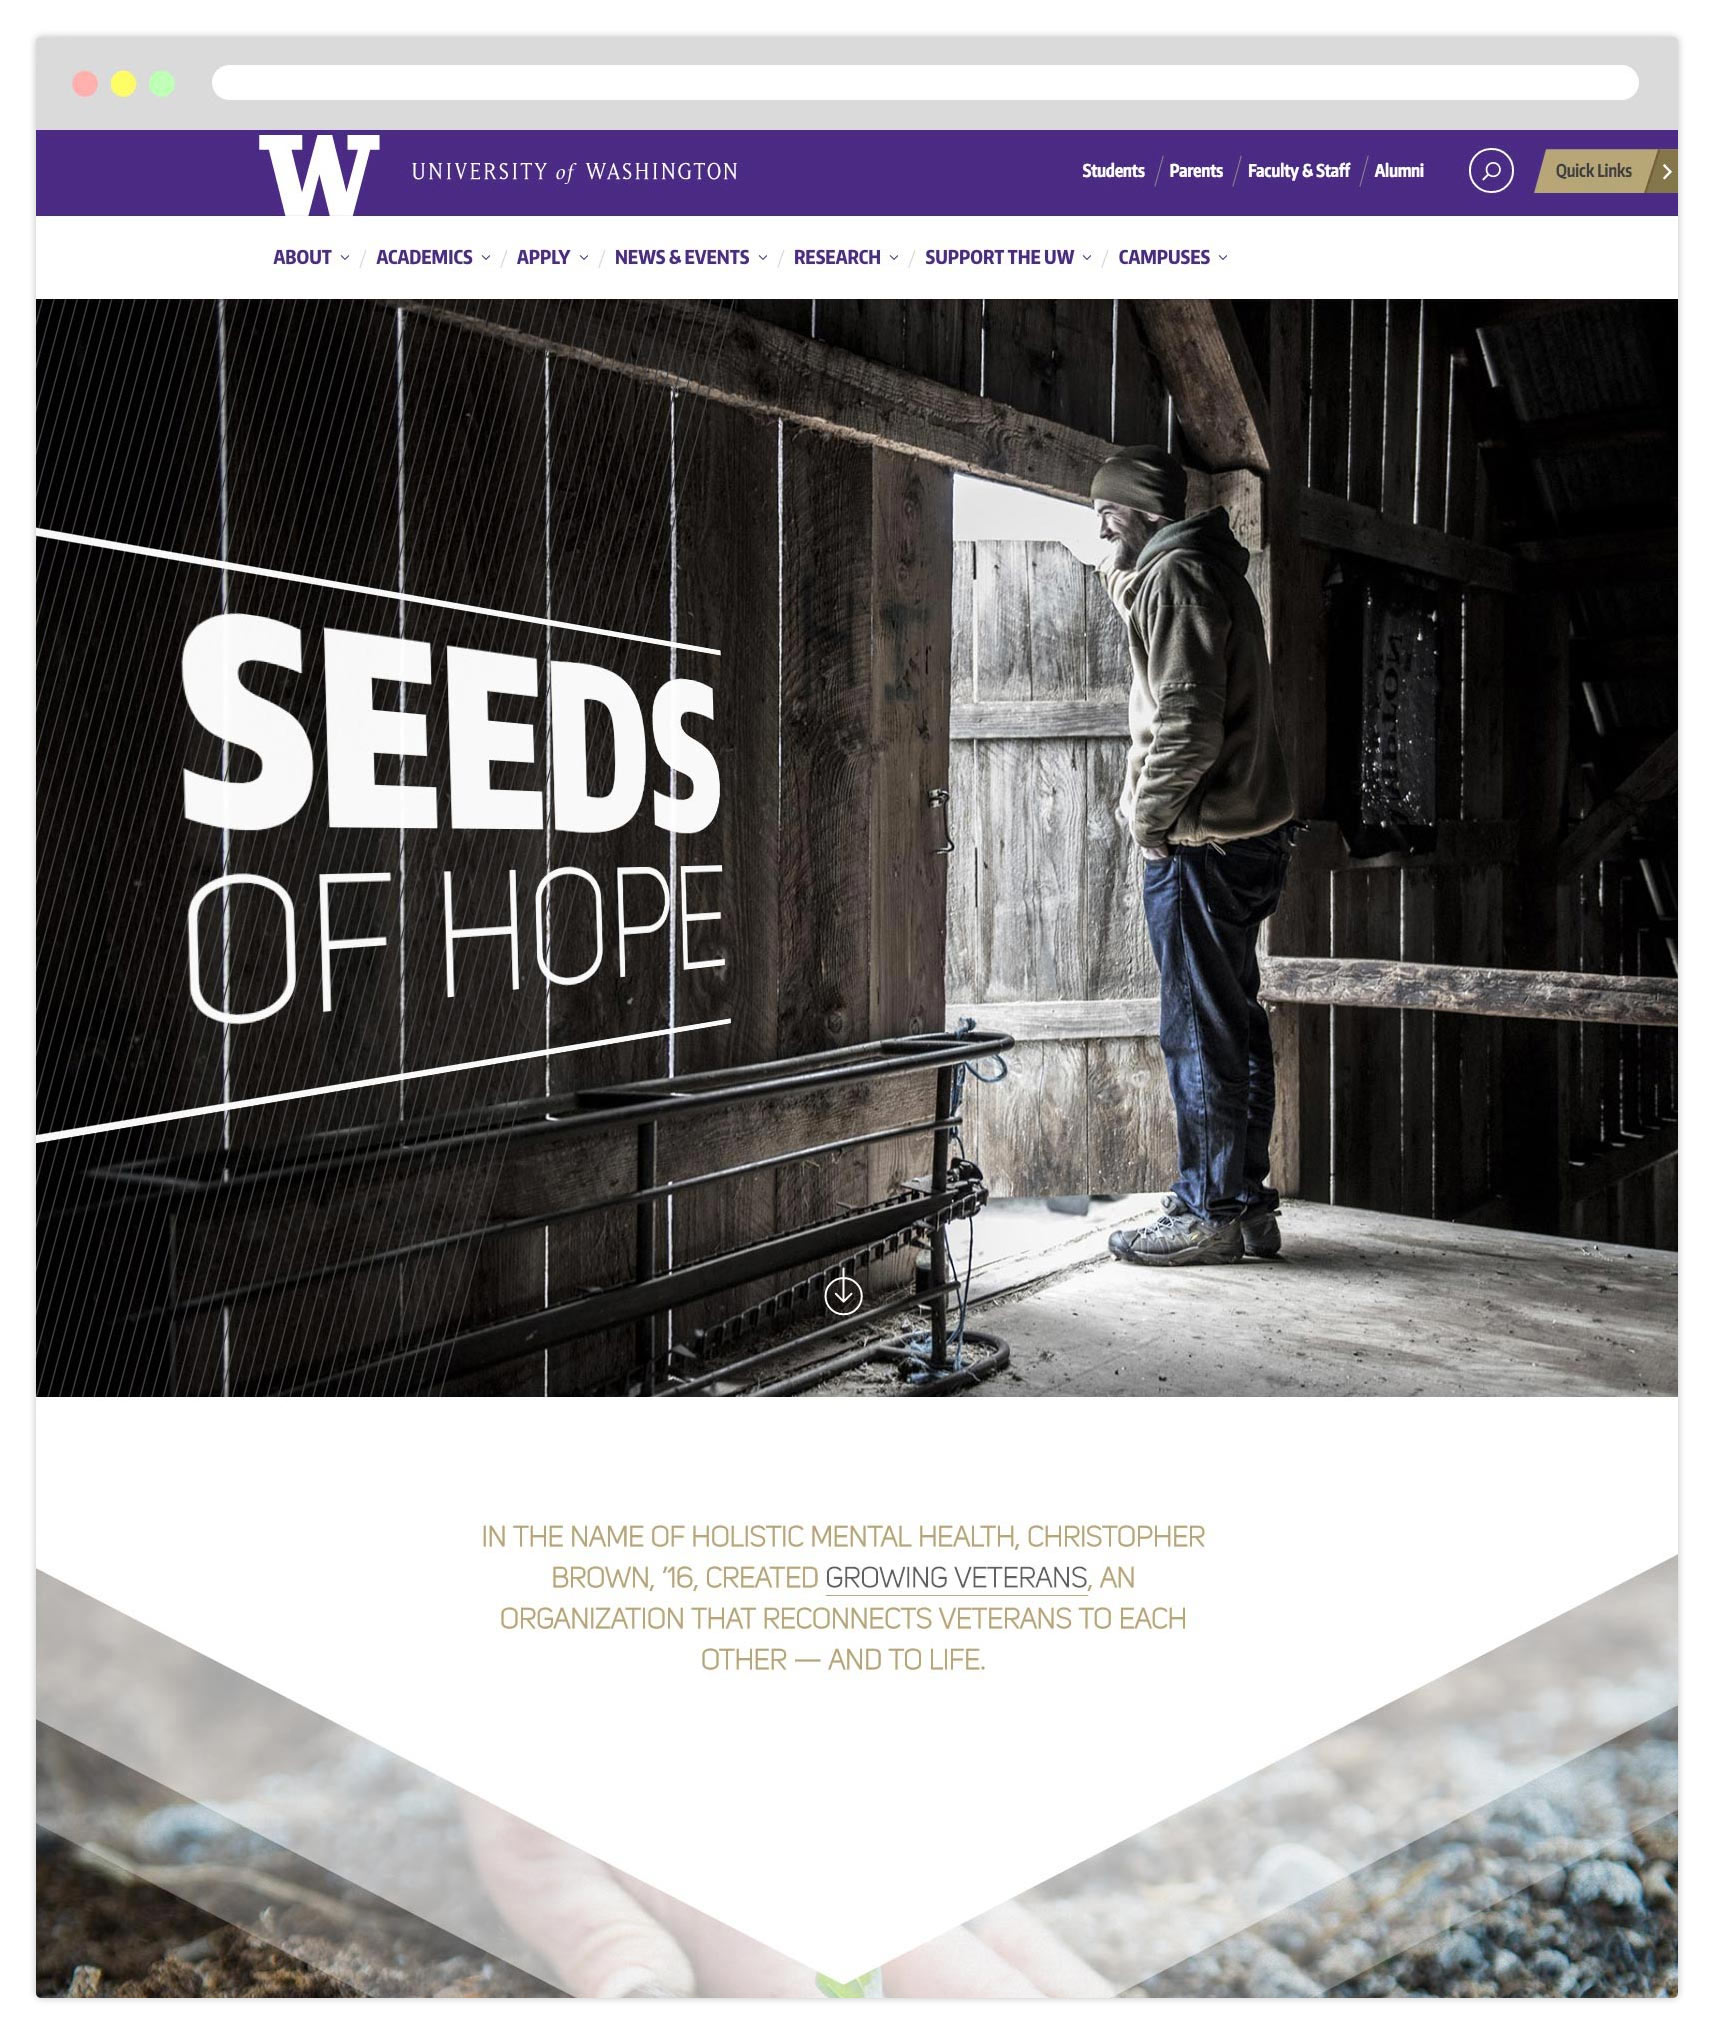 W UNIVERSITY of WASHINGTON
Students Parents Faculty & Staff Alumni
Quick Links
ABOUT ACADEMICS APPLY NEWS & EVENTS RESEARCH SUPPORT THE UW CAMPUSES
SEEDS
OF HOPE
IN THE NAME OF HOLISTIC MENTAL HEALTH, CHRISTOPHER
BROWN, ’16, CREATED GROWING VETERANS, AN
ORGANIZATION THAT RECONNECTS VETERANS TO EACH
OTHER — AND TO LIFE.